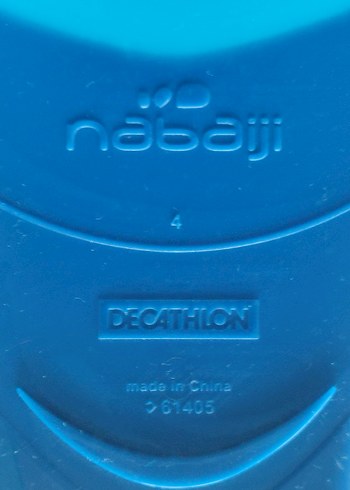 nabaiji
4
DECATHLON
made in China
61405